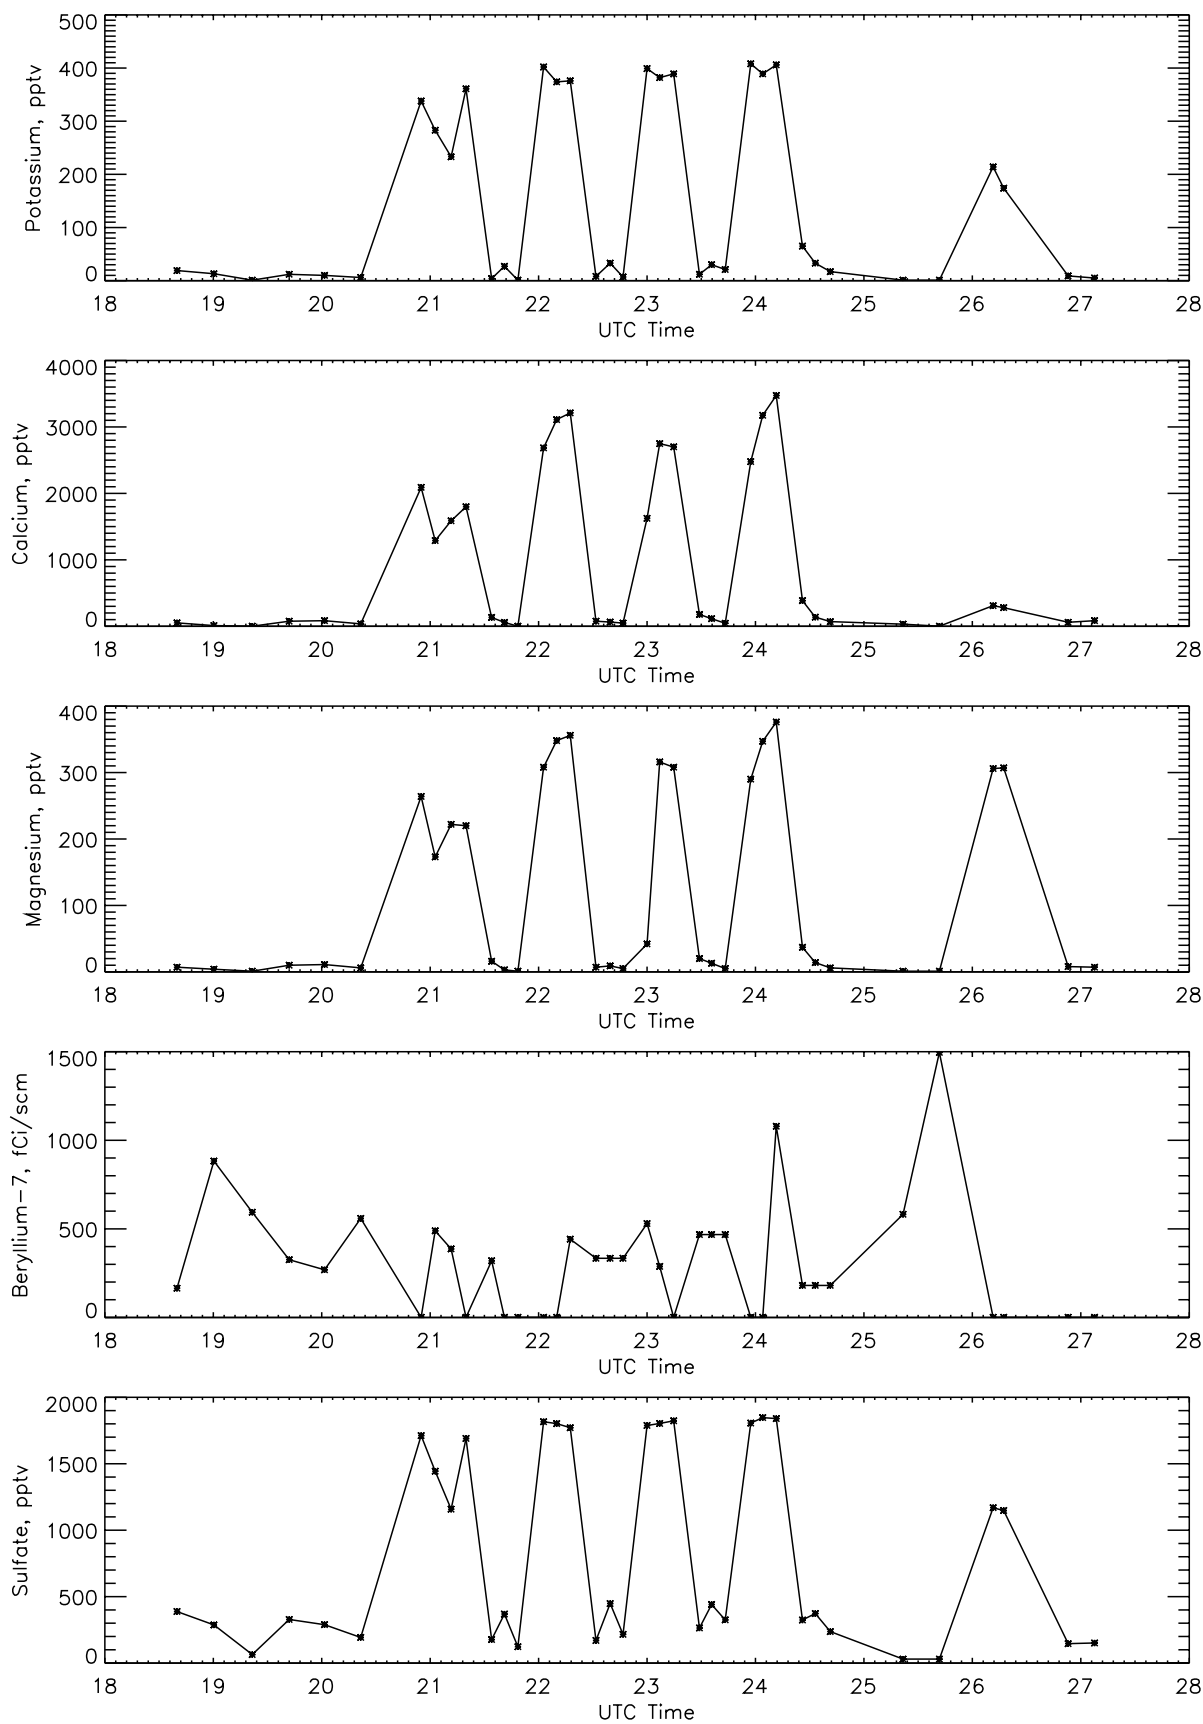 500
400
300
200
100
0
Potassium, pptv
18 19 20 21 22 23 24 25 26 27 28
UTC Time
4000
3000
2000
1000
0
Calcium, pptv
18 19 20 21 22 23 24 25 26 27 28
UTC Time
400
300
200
100
0
Magnesium, pptv
18 19 20 21 22 23 24 25 26 27 28
UTC Time
1500
1000
500
0
Beryllium-7, fCi/scm
18 19 20 21 22 23 24 25 26 27 28
UTC Time
2000
1500
1000
500
0
Sulfate, pptv
18 19 20 21 22 23 24 25 26 27 28
UTC Time